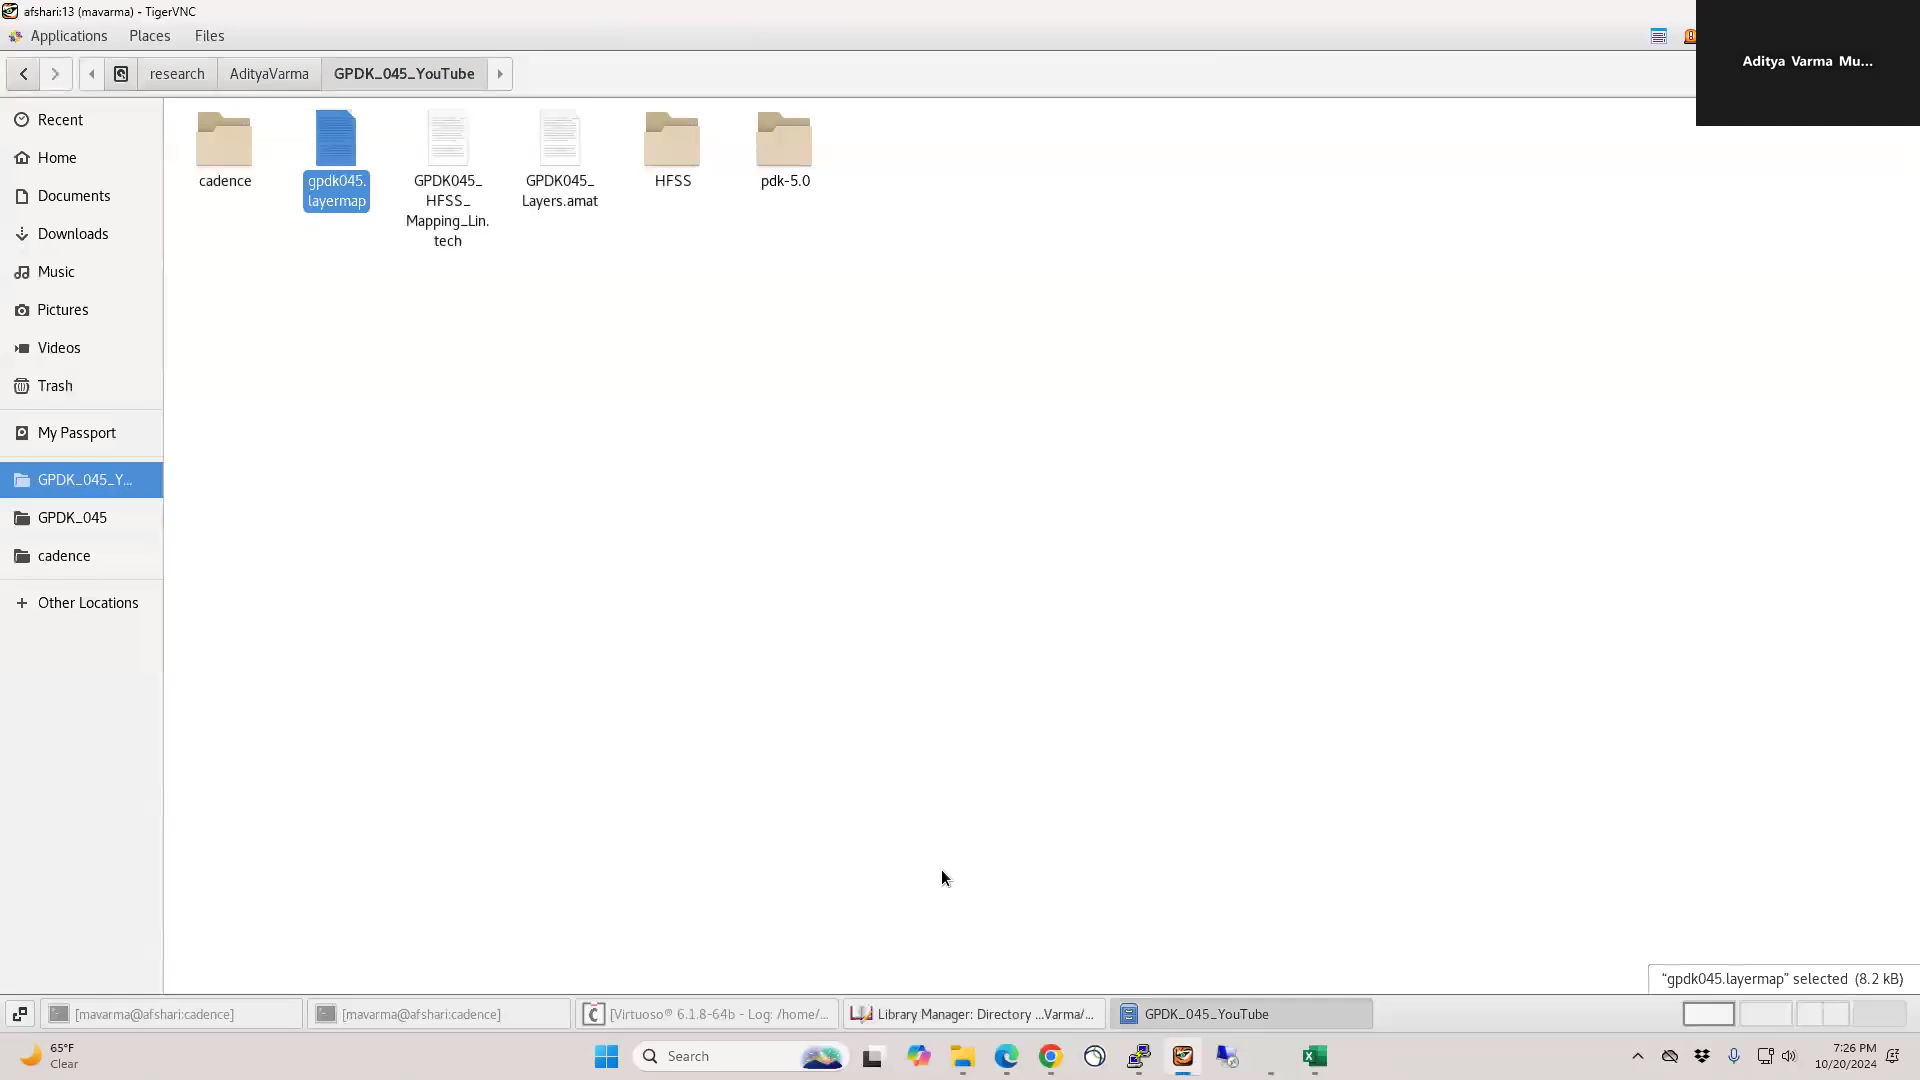 afshari:13 (mavarma) - TigerVNC
Applications Places Files
Aditya Varma Mu...
research AdityaVarma GPDK_045_YouTube
Recent
Home
Documents
Downloads
Music
Pictures
Videos
Trash
My Passport
GPDK_045_Y...
GPDK_045
cadence
Other Locations
cadence
gpdk045.
layermap
GPDK045_
HFSS_
Mapping_Lin.
tech
GPDK045_
Layers.amat
HFSS
pdk-5.0
“gpdk045.layermap” selected (8.2 kB)
[mavarma@afshari:cadence] [mavarma@afshari:cadence] [Virtuoso® 6.1.8-64b - Log: /home/... Library Manager: Directory ...Varma/... GPDK_045_YouTube
65°F
Clear
Search
7:26 PM
10/20/2024